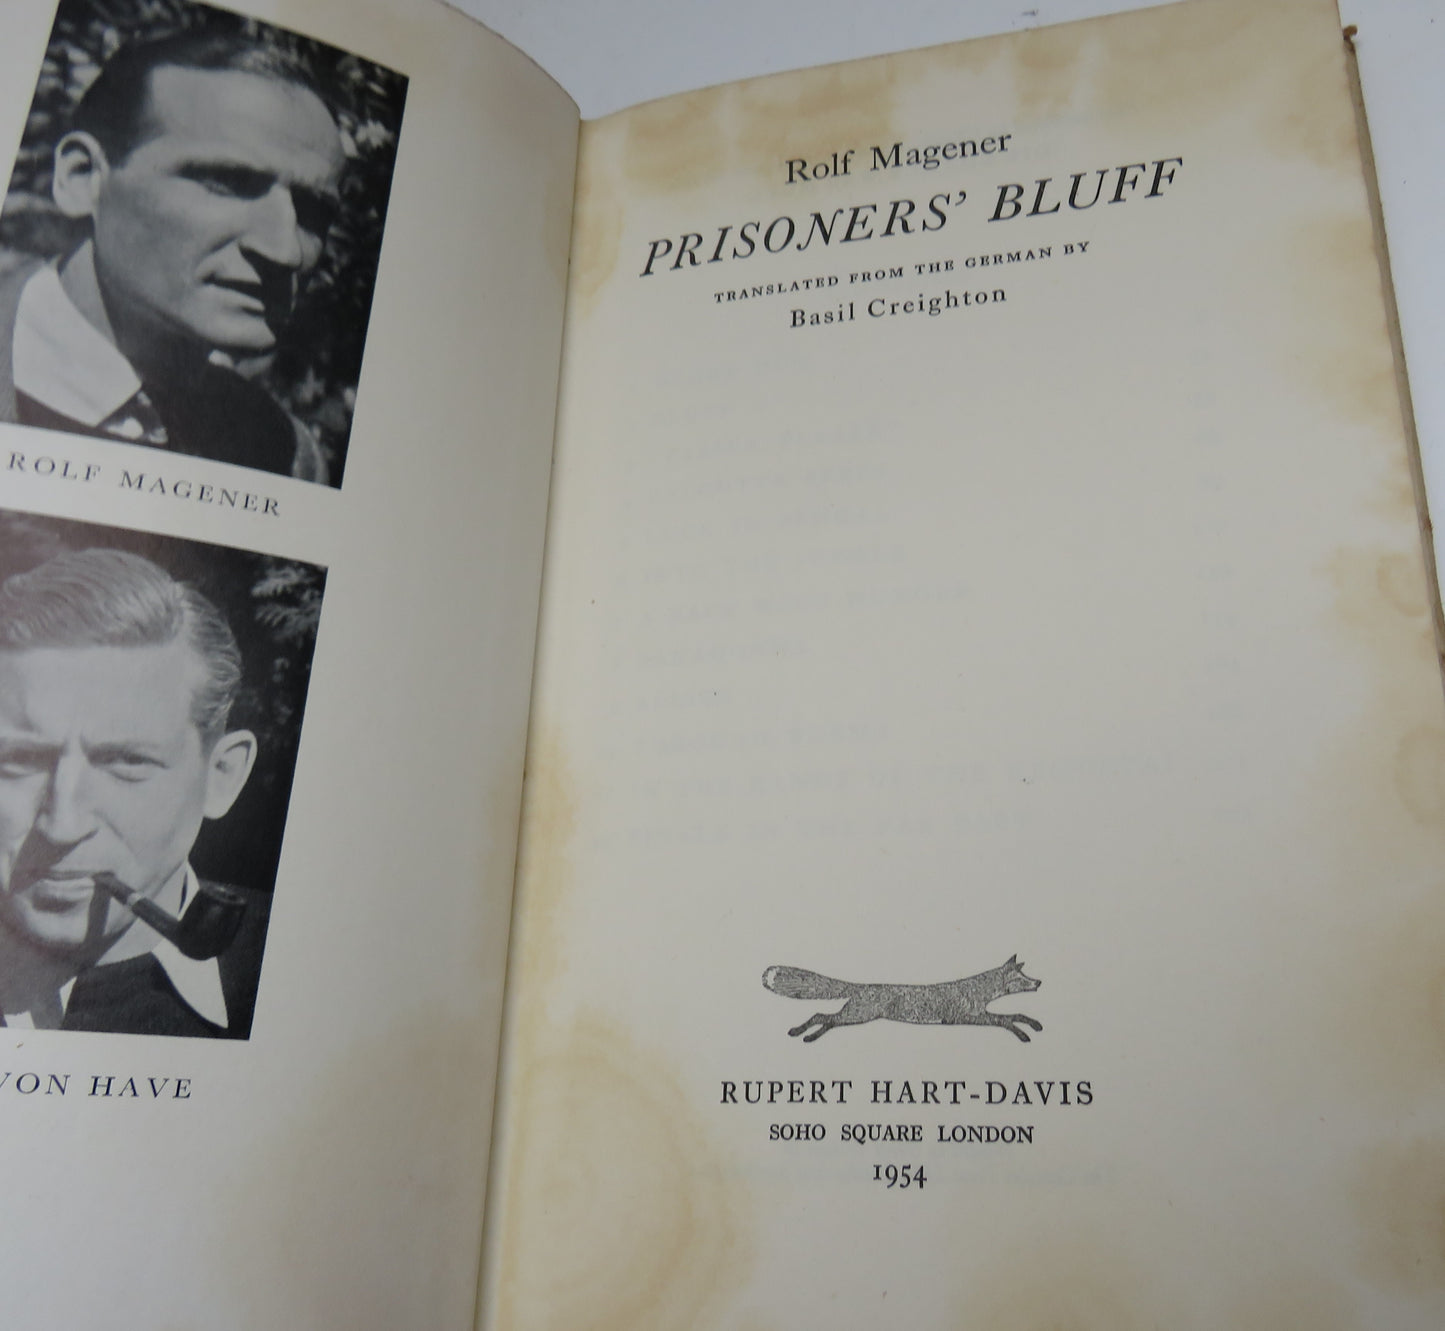 ROLF MAGENER
VON HAVE
Rolf Magener
PRISONERS' BLUFF
TRANSLATED FROM THE GERMAN BY
Basil Creighton
RUPERT HART-DAVIS
SOHO SQUARE LONDON
1954